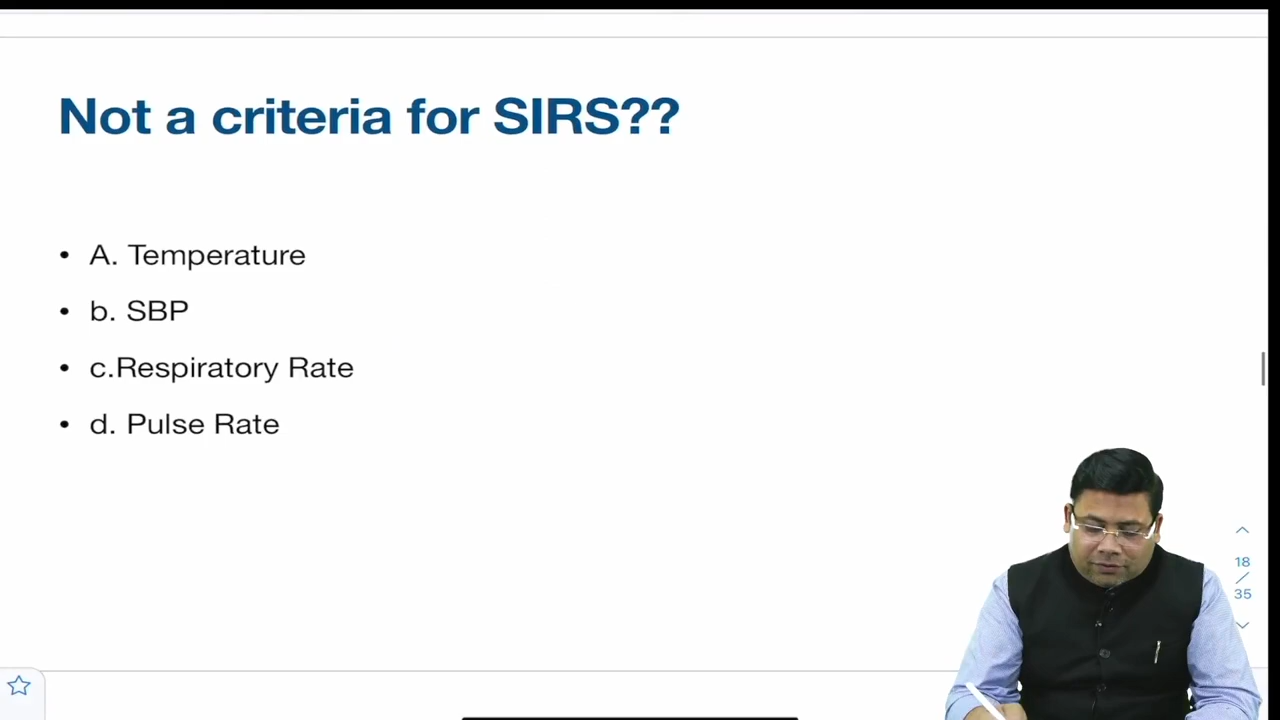 Not a criteria for SIRS??
• A. Temperature
• b. SBP
• c.Respiratory Rate
• d. Pulse Rate
18
/
35